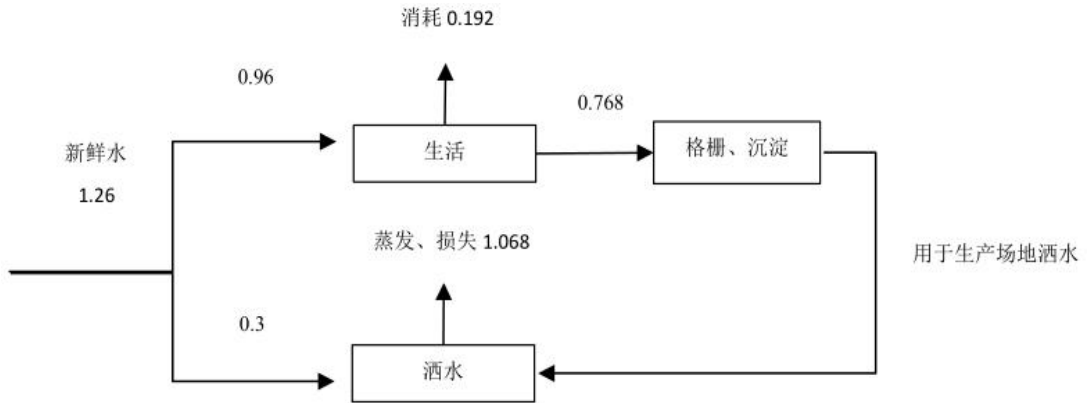 消耗 0.192
0.96
0.768
新鲜水
1.26
生活
格栅、沉淀
蒸发、损失 1.068
用于生产场地洒水
0.3
洒水